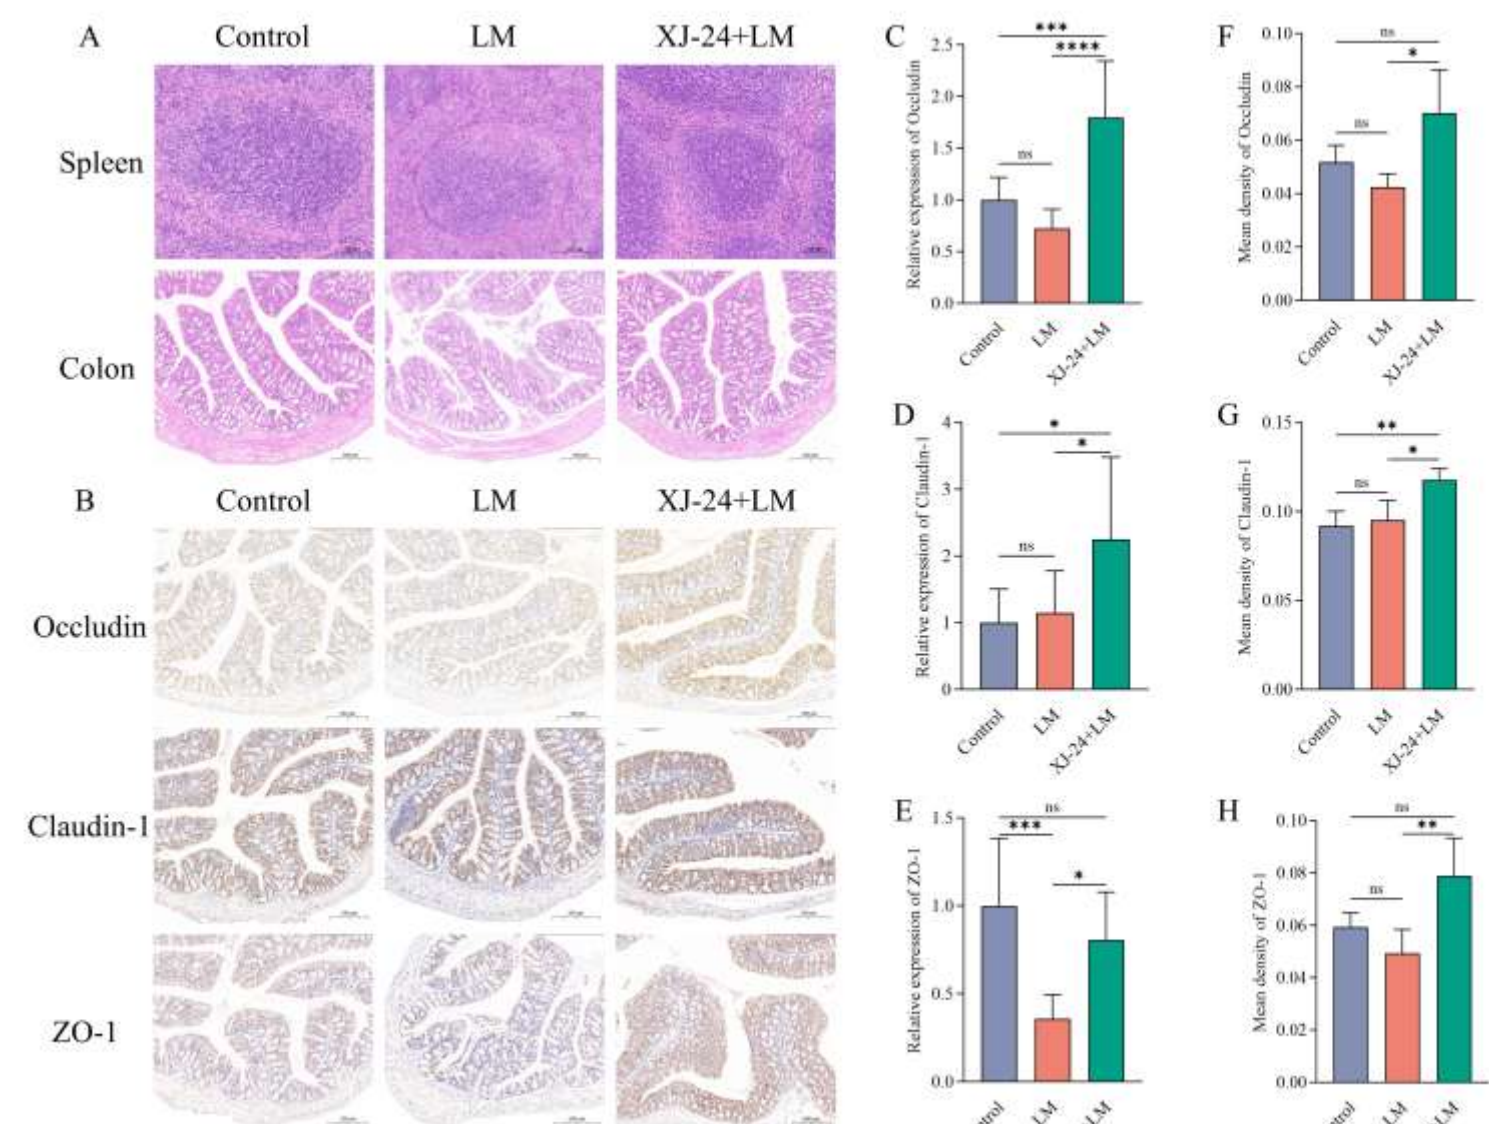 A
Control
LM
XJ-24+LM
Spleen
Colon
B
Control
LM
XJ-24+LM
Occludin
Claudin-1
ZO-1
C
Relative expression of Occludin
2.5
2.0
1.5
1.0
0.5
0.0
***
****
ns
Control
LM
XJ-24+LM
F
Mean density of Occludin
0.10
0.08
0.06
0.04
0.02
0.00
ns
*
ns
Control
LM
XJ-24+LM
D
Relative expression of Claudin-1
4
3
2
1
0
*
*
ns
Control
LM
XJ-24+LM
G
Mean density of Claudin-1
0.15
0.10
0.05
0.00
**
*
ns
Control
LM
XJ-24+LM
E
Relative expression of ZO-1
1.5
1.0
0.5
0.0
ns
***
*
LM
H
Mean density of ZO-1
0.10
0.08
0.06
0.04
0.02
0.00
ns
**
ns
LM